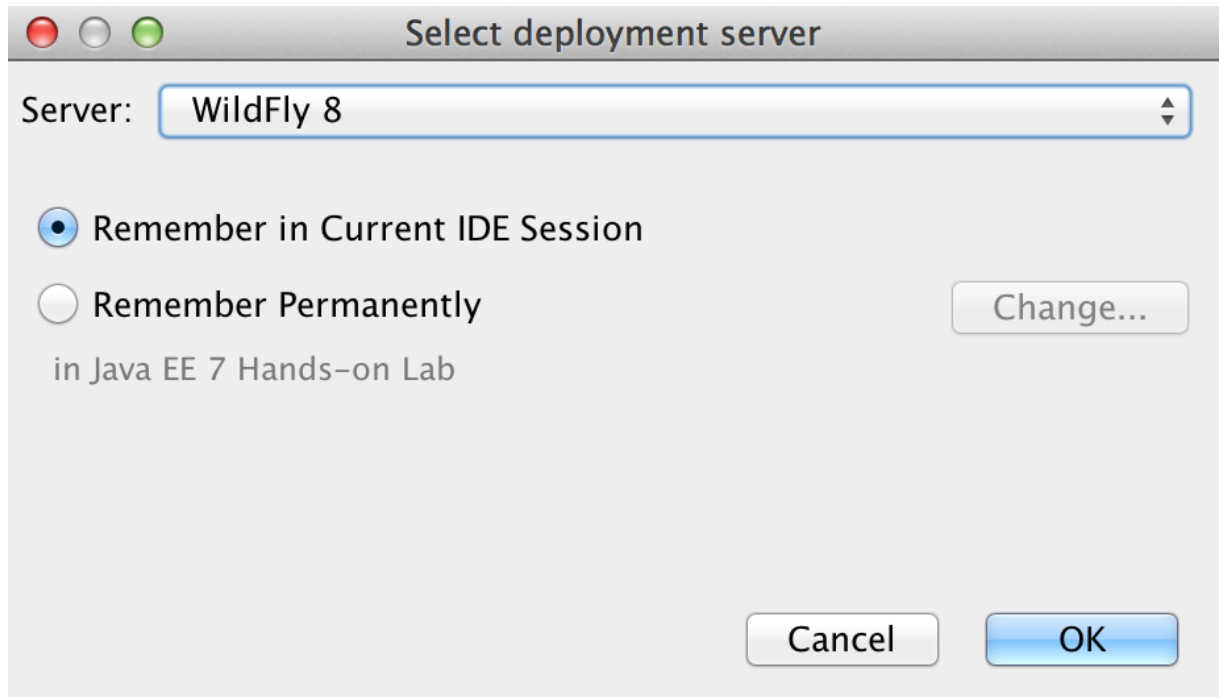 Select deployment server
Server: WildFly 8
Remember in Current IDE Session
Remember Permanently Change...
in Java EE 7 Hands-on Lab
Cancel OK